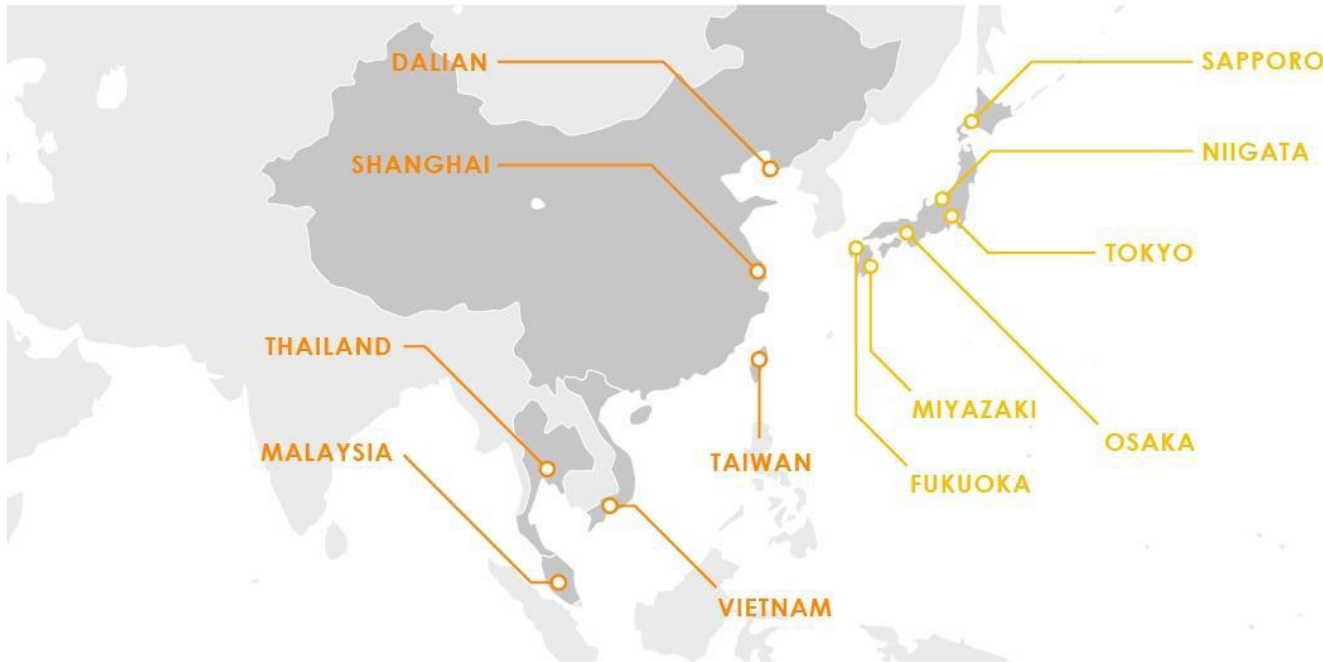 DALIAN
SAPPORO
SHANGHAI
NIIGATA
TOKYO
THAILAND
MIYAZAKI
OSAKA
MALAYSIA
TAIWAN
FUKUOKA
VIETNAM